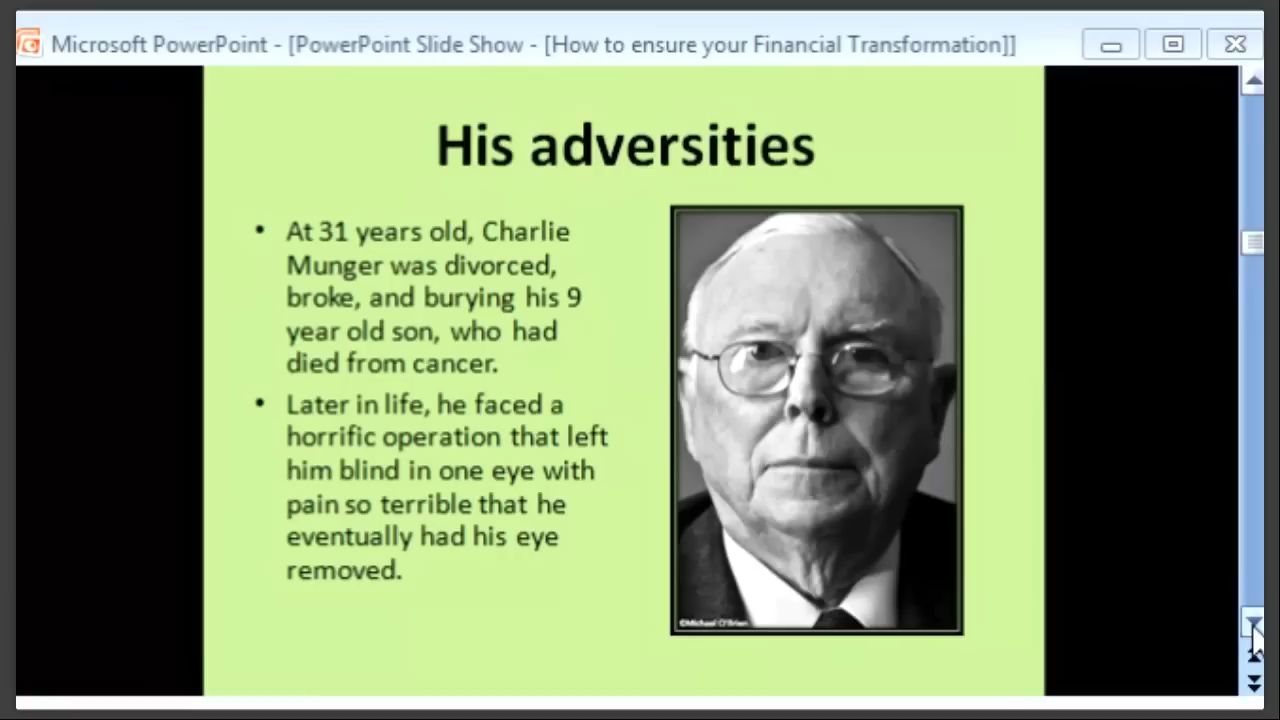 Microsoft PowerPoint - [PowerPoint Slide Show - [How to ensure your Financial Transformation]]
His adversities
• At 31 years old, Charlie
Munger was divorced,
broke, and burying his 9
year old son, who had
died from cancer.
• Later in life, he faced a
horrific operation that left
him blind in one eye with
pain so terrible that he
eventually had his eye
removed.
©Michael O'Brien